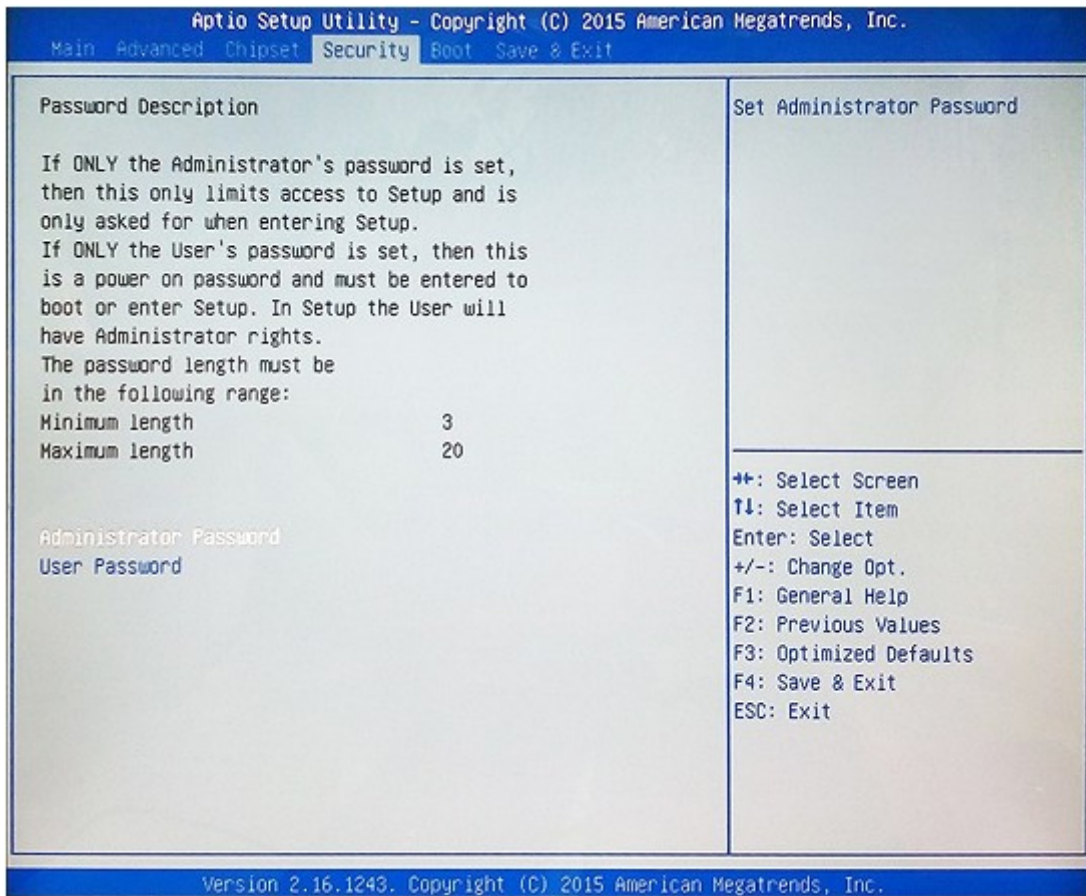 Aptio Setup Utility – Copyright (C) 2015 American Megatrends, Inc.
Main Advanced Chipset Security Boot Save & Exit
Password Description
If ONLY the Administrator's password is set,
then this only limits access to Setup and is
only asked for when entering Setup.
If ONLY the User's password is set, then this
is a power on password and must be entered to
boot or enter Setup. In Setup the User will
have Administrator rights.
The password length must be
in the following range:
Minimum length 3
Maximum length 20
Administrator Password
User Password
Set Administrator Password
→←: Select Screen
↑↓: Select Item
Enter: Select
+/-: Change Opt.
F1: General Help
F2: Previous Values
F3: Optimized Defaults
F4: Save & Exit
ESC: Exit
Version 2.16.1243. Copyright (C) 2015 American Megatrends, Inc.